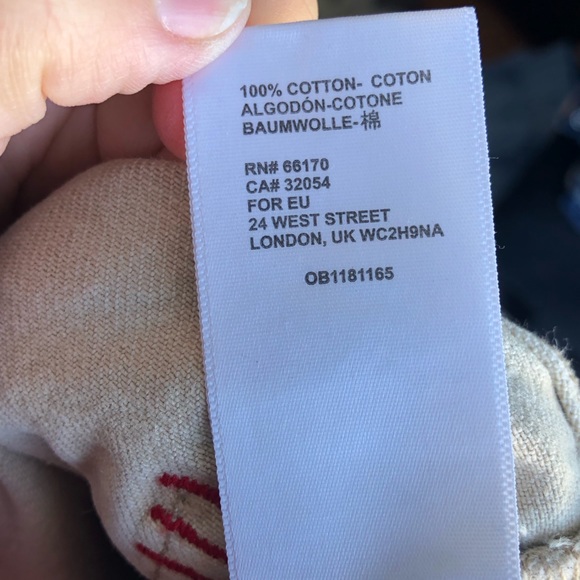 100% COTTON- COTON
ALGODÓN-COTONE
BAUMWOLLE-棉
RN# 66170
CA# 32054
FOR EU
24 WEST STREET
LONDON, UK WC2H9NA
OB1181165